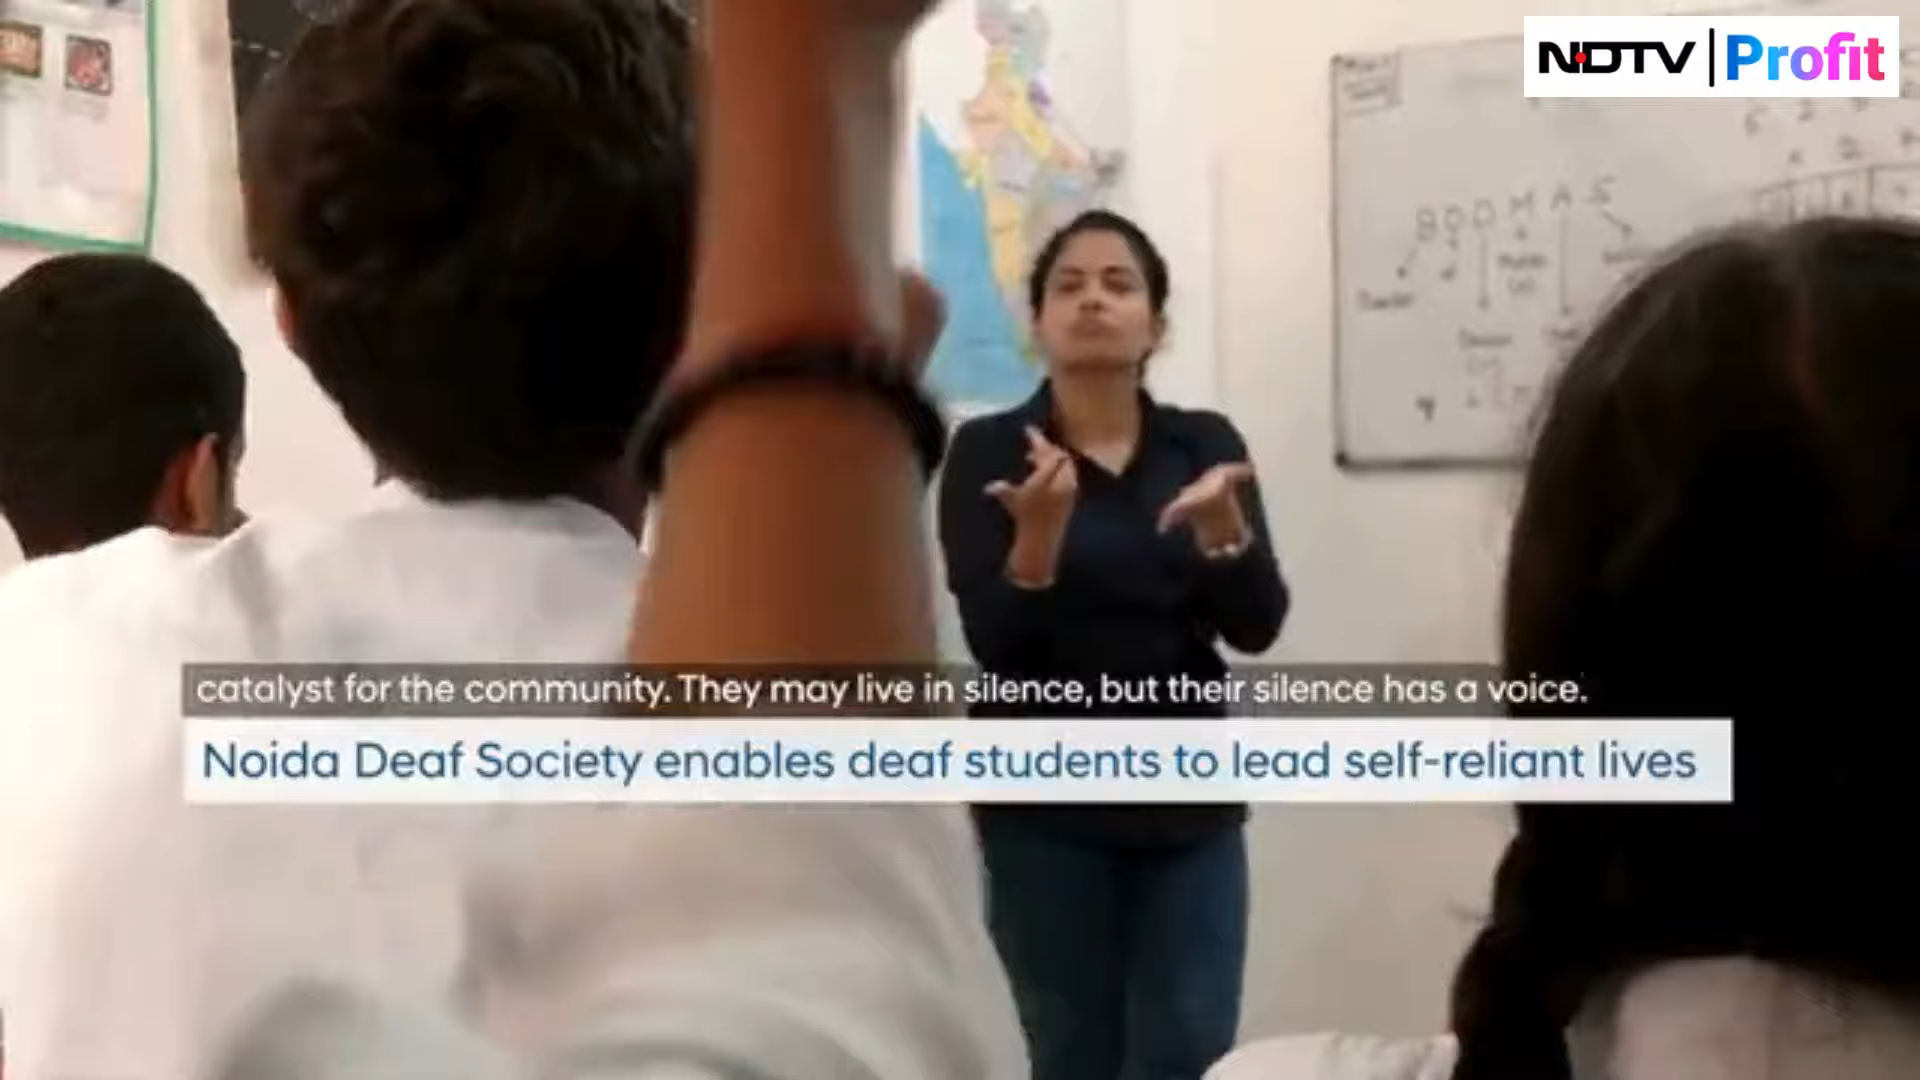 NDTV Profit
BODMAS
catalyst for the community. They may live in silence, but their silence has a voice.
Noida Deaf Society enables deaf students to lead self-reliant lives